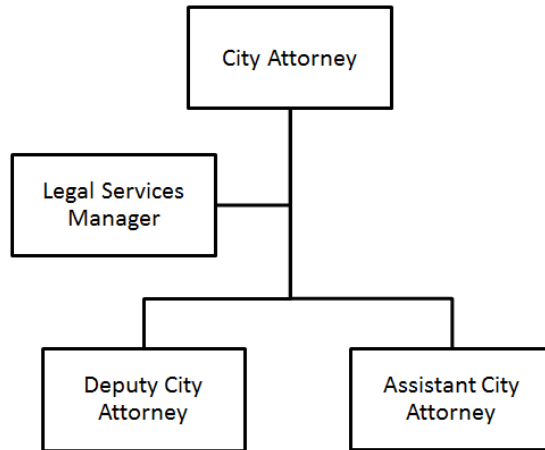 City Attorney
Legal Services
Manager
Deputy City
Attorney
Assistant City
Attorney